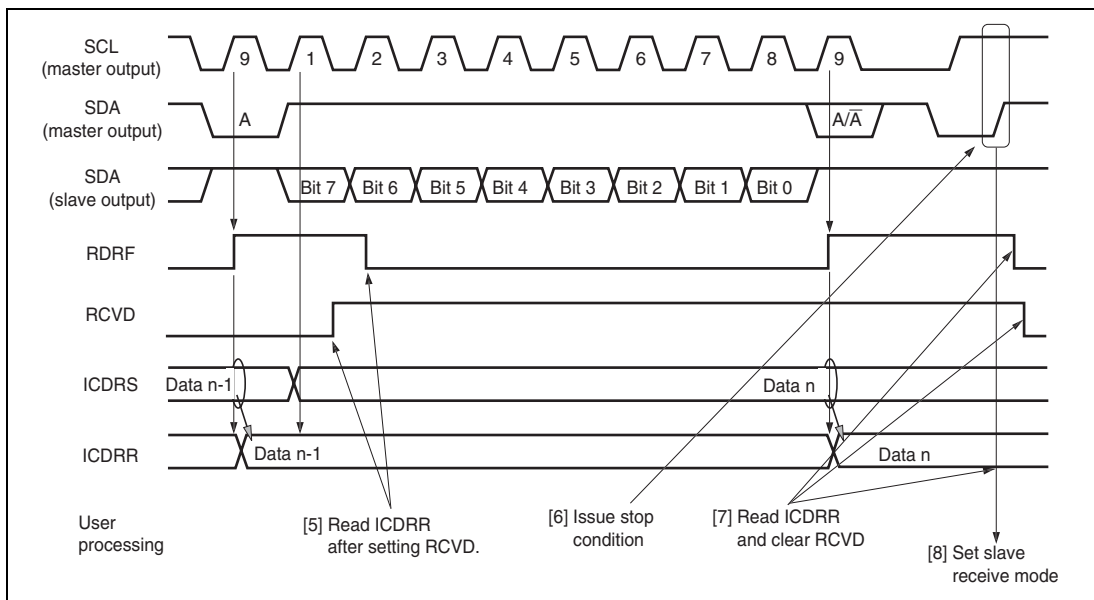 SCL
(master output)
9 1 2 3 4 5 6 7 8 9
SDA
(master output)
A A/A̅
SDA
(slave output)
Bit 7 Bit 6 Bit 5 Bit 4 Bit 3 Bit 2 Bit 1 Bit 0
RDRF
RCVD
ICDRS
Data n-1 Data n
ICDRR
Data n-1 Data n
User
processing
[5] Read ICDRR
after setting RCVD.
[6] Issue stop
condition
[7] Read ICDRR
and clear RCVD
[8] Set slave
receive mode